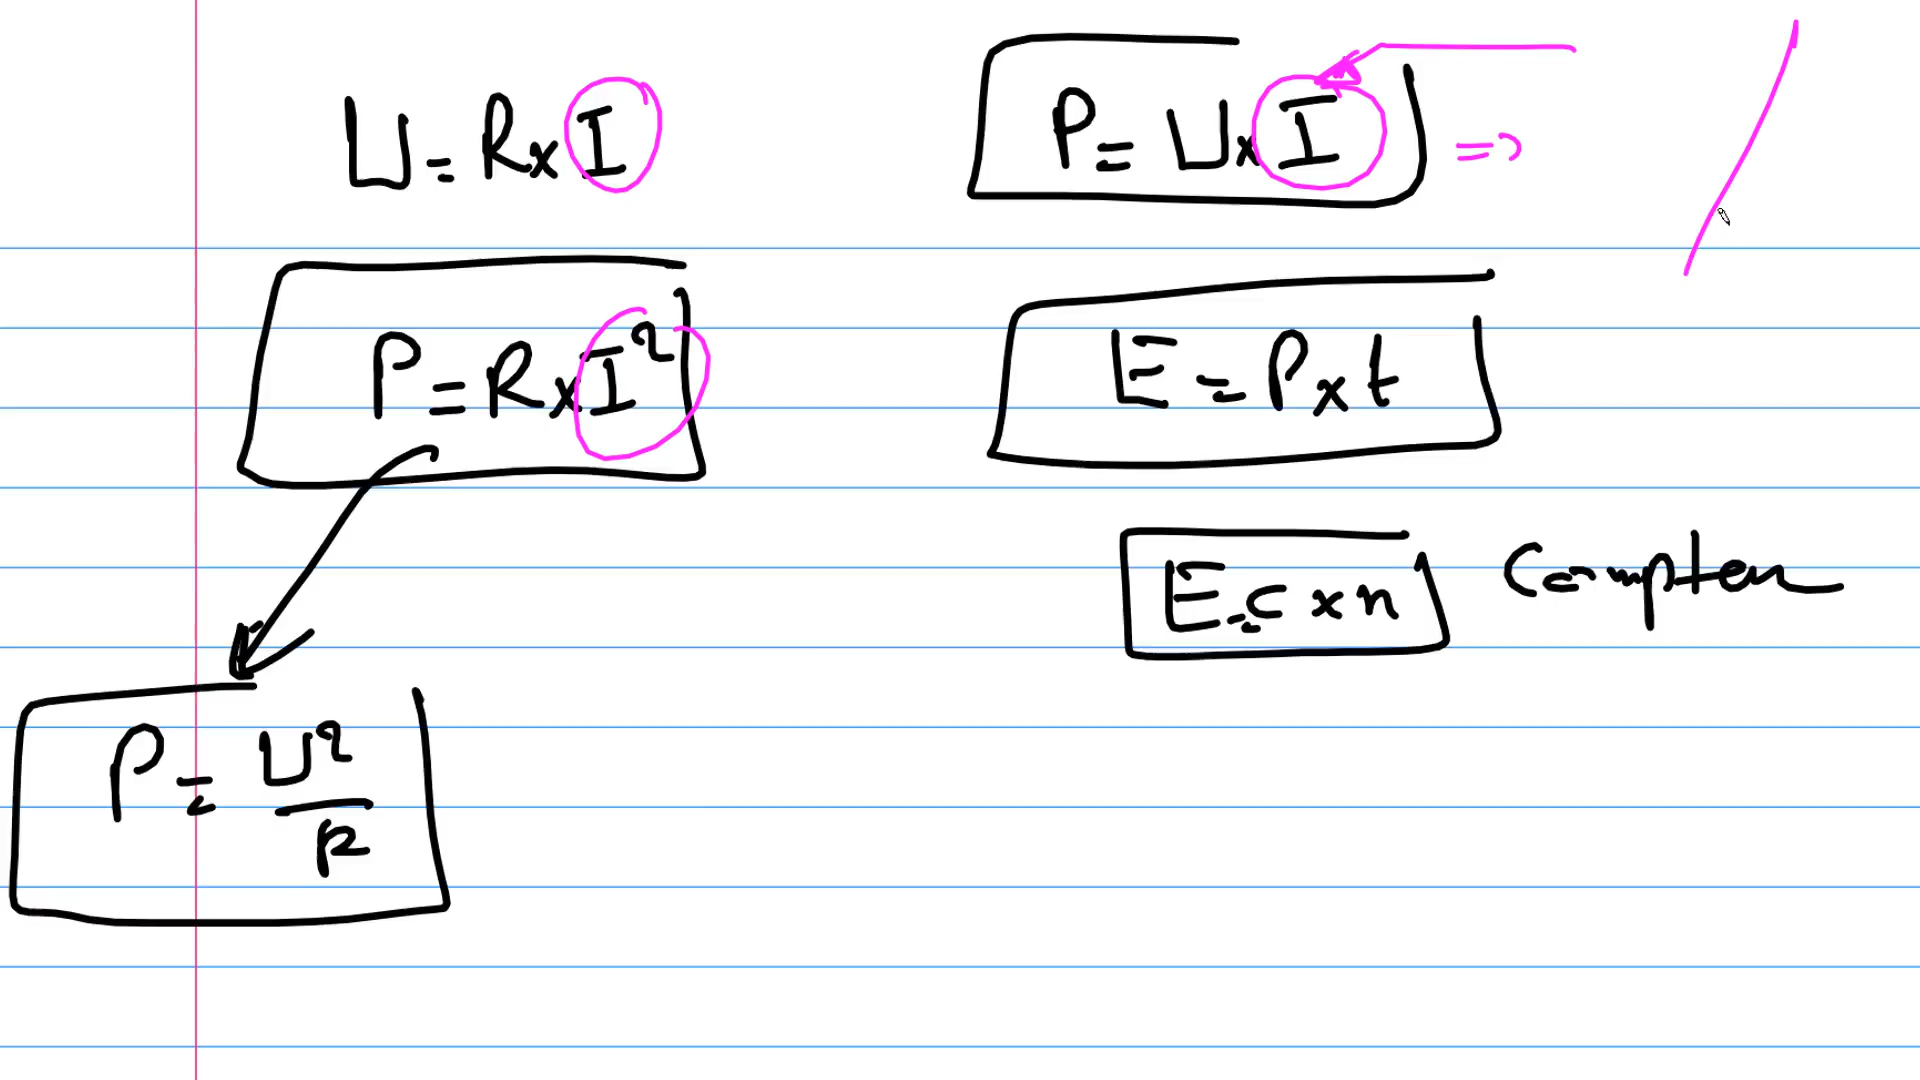 U = R x I
P = U x I =>
P = R x I²
E = P x t
E = c x n Compteur
P = U²/R